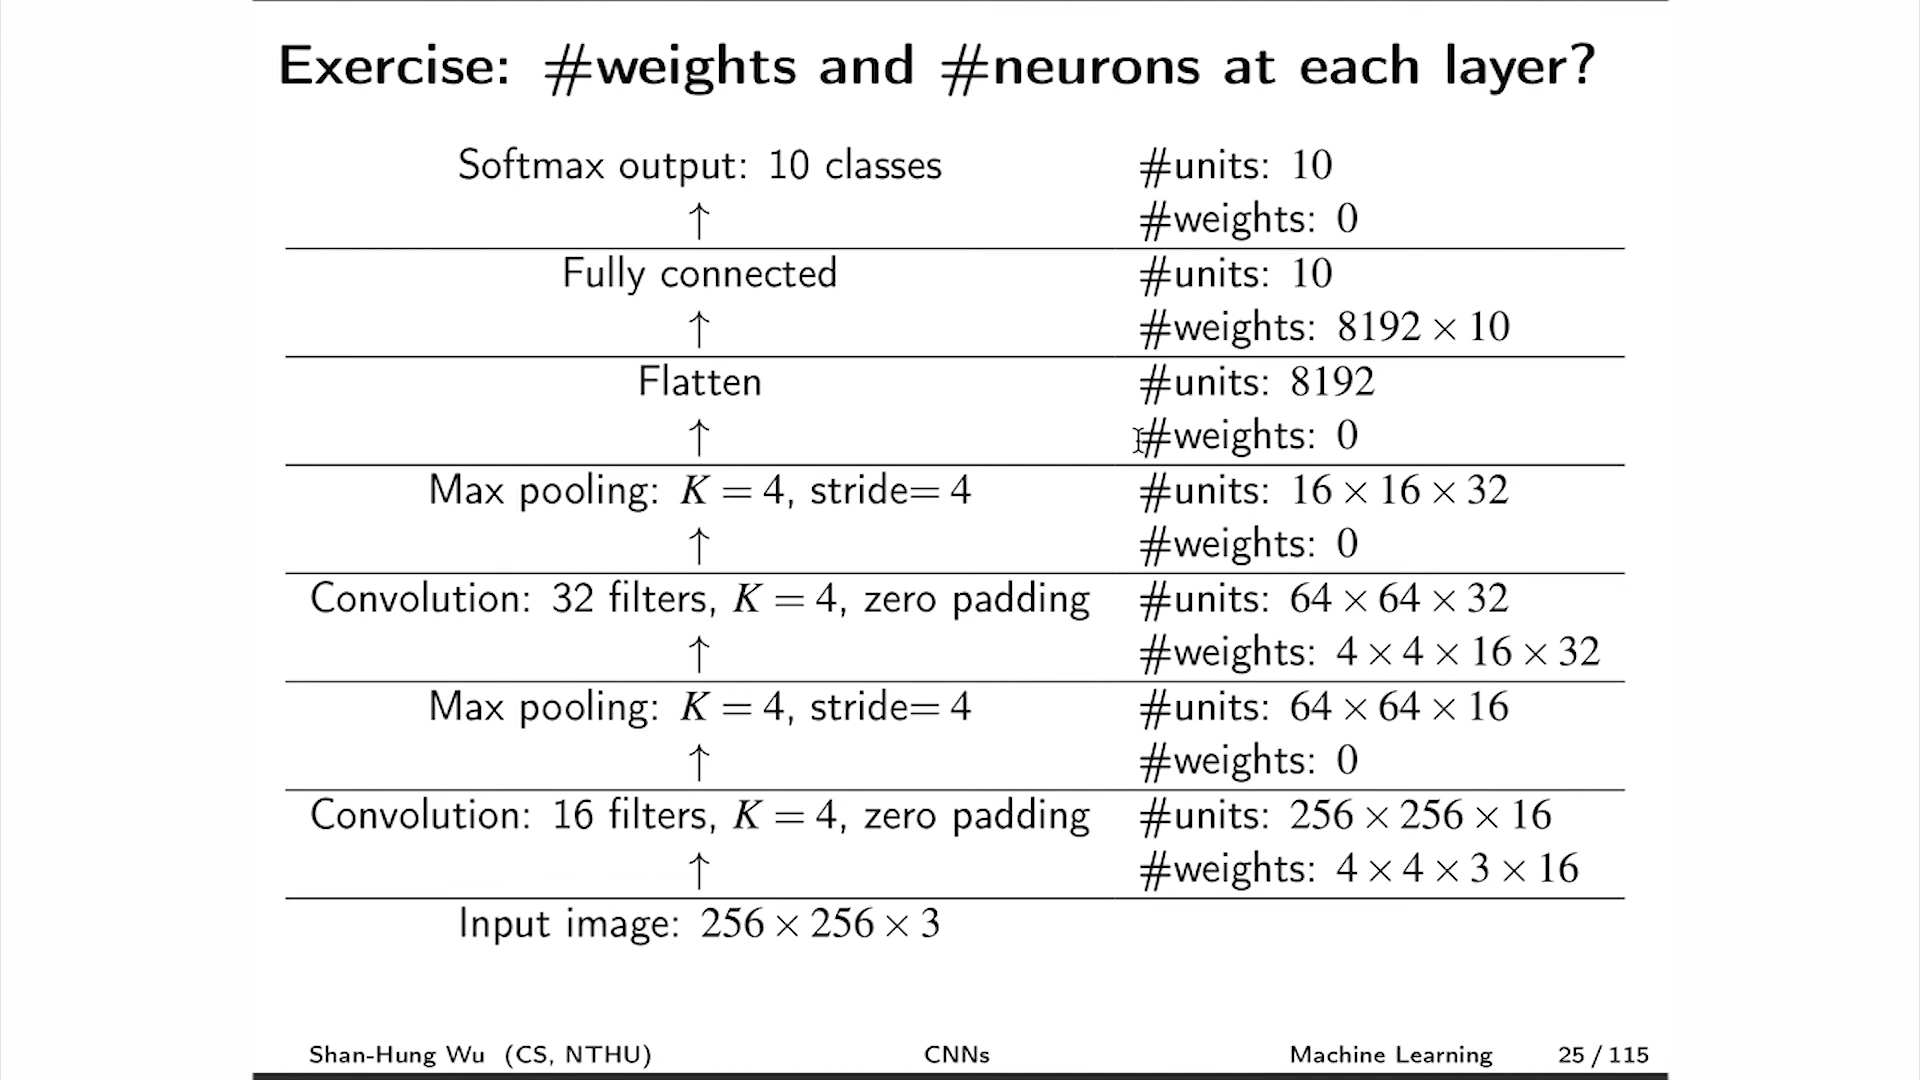 Exercise: #weights and #neurons at each layer?
Softmax output: 10 classes #units: 10
↑ #weights: 0
Fully connected #units: 10
↑ #weights: 8192 × 10
Flatten #units: 8192
↑ #weights: 0
Max pooling: K = 4, stride= 4 #units: 16 × 16 × 32
↑ #weights: 0
Convolution: 32 filters, K = 4, zero padding #units: 64 × 64 × 32
↑ #weights: 4 × 4 × 16 × 32
Max pooling: K = 4, stride= 4 #units: 64 × 64 × 16
↑ #weights: 0
Convolution: 16 filters, K = 4, zero padding #units: 256 × 256 × 16
↑ #weights: 4 × 4 × 3 × 16
Input image: 256 × 256 × 3
Shan-Hung Wu (CS, NTHU) CNNs Machine Learning 25 / 115